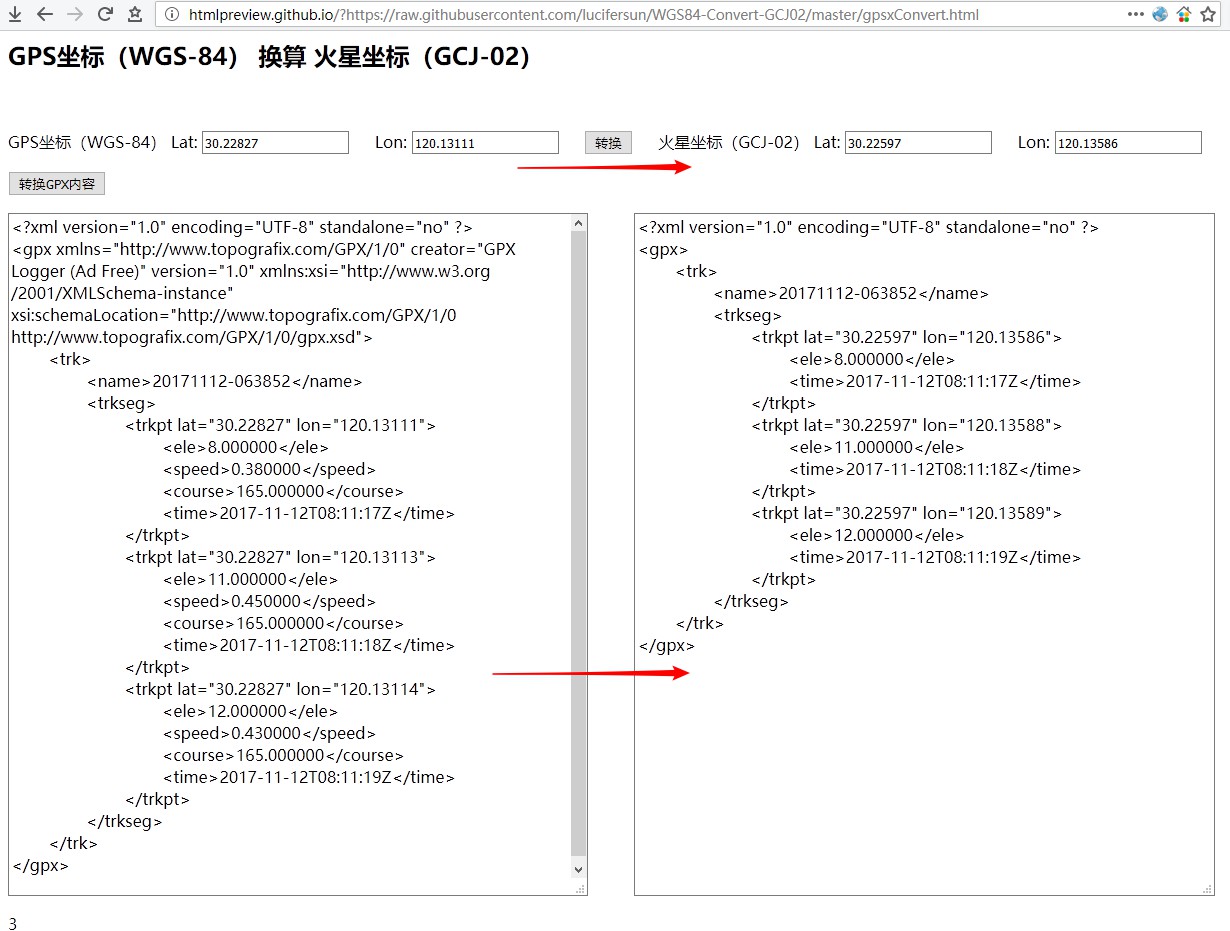 htmlpreview.github.io/?https://raw.githubusercontent.com/lucifersun/WGS84-Convert-GCJ02/master/gpsxConvert.html
GPS坐标（WGS-84） 换算 火星坐标（GCJ-02）
GPS坐标（WGS-84） Lat: 30.22827 Lon: 120.13111 转换 火星坐标（GCJ-02） Lat: 30.22597 Lon: 120.13586
转换GPX内容
<?xml version="1.0" encoding="UTF-8" standalone="no" ?>
<gpx xmlns="http://www.topografix.com/GPX/1/0" creator="GPX
Logger (Ad Free)" version="1.0" xmlns:xsi="http://www.w3.org
/2001/XMLSchema-instance"
xsi:schemaLocation="http://www.topografix.com/GPX/1/0
http://www.topografix.com/GPX/1/0/gpx.xsd">
<trk>
<name>20171112-063852</name>
<trkseg>
<trkpt lat="30.22827" lon="120.13111">
<ele>8.000000</ele>
<speed>0.380000</speed>
<course>165.000000</course>
<time>2017-11-12T08:11:17Z</time>
</trkpt>
<trkpt lat="30.22827" lon="120.13113">
<ele>11.000000</ele>
<speed>0.450000</speed>
<course>165.000000</course>
<time>2017-11-12T08:11:18Z</time>
</trkpt>
<trkpt lat="30.22827" lon="120.13114">
<ele>12.000000</ele>
<speed>0.430000</speed>
<course>165.000000</course>
<time>2017-11-12T08:11:19Z</time>
</trkpt>
</trkseg>
</trk>
</gpx>
<?xml version="1.0" encoding="UTF-8" standalone="no" ?>
<gpx>
<trk>
<name>20171112-063852</name>
<trkseg>
<trkpt lat="30.22597" lon="120.13586">
<ele>8.000000</ele>
<time>2017-11-12T08:11:17Z</time>
</trkpt>
<trkpt lat="30.22597" lon="120.13588">
<ele>11.000000</ele>
<time>2017-11-12T08:11:18Z</time>
</trkpt>
<trkpt lat="30.22597" lon="120.13589">
<ele>12.000000</ele>
<time>2017-11-12T08:11:19Z</time>
</trkpt>
</trkseg>
</trk>
</gpx>
3